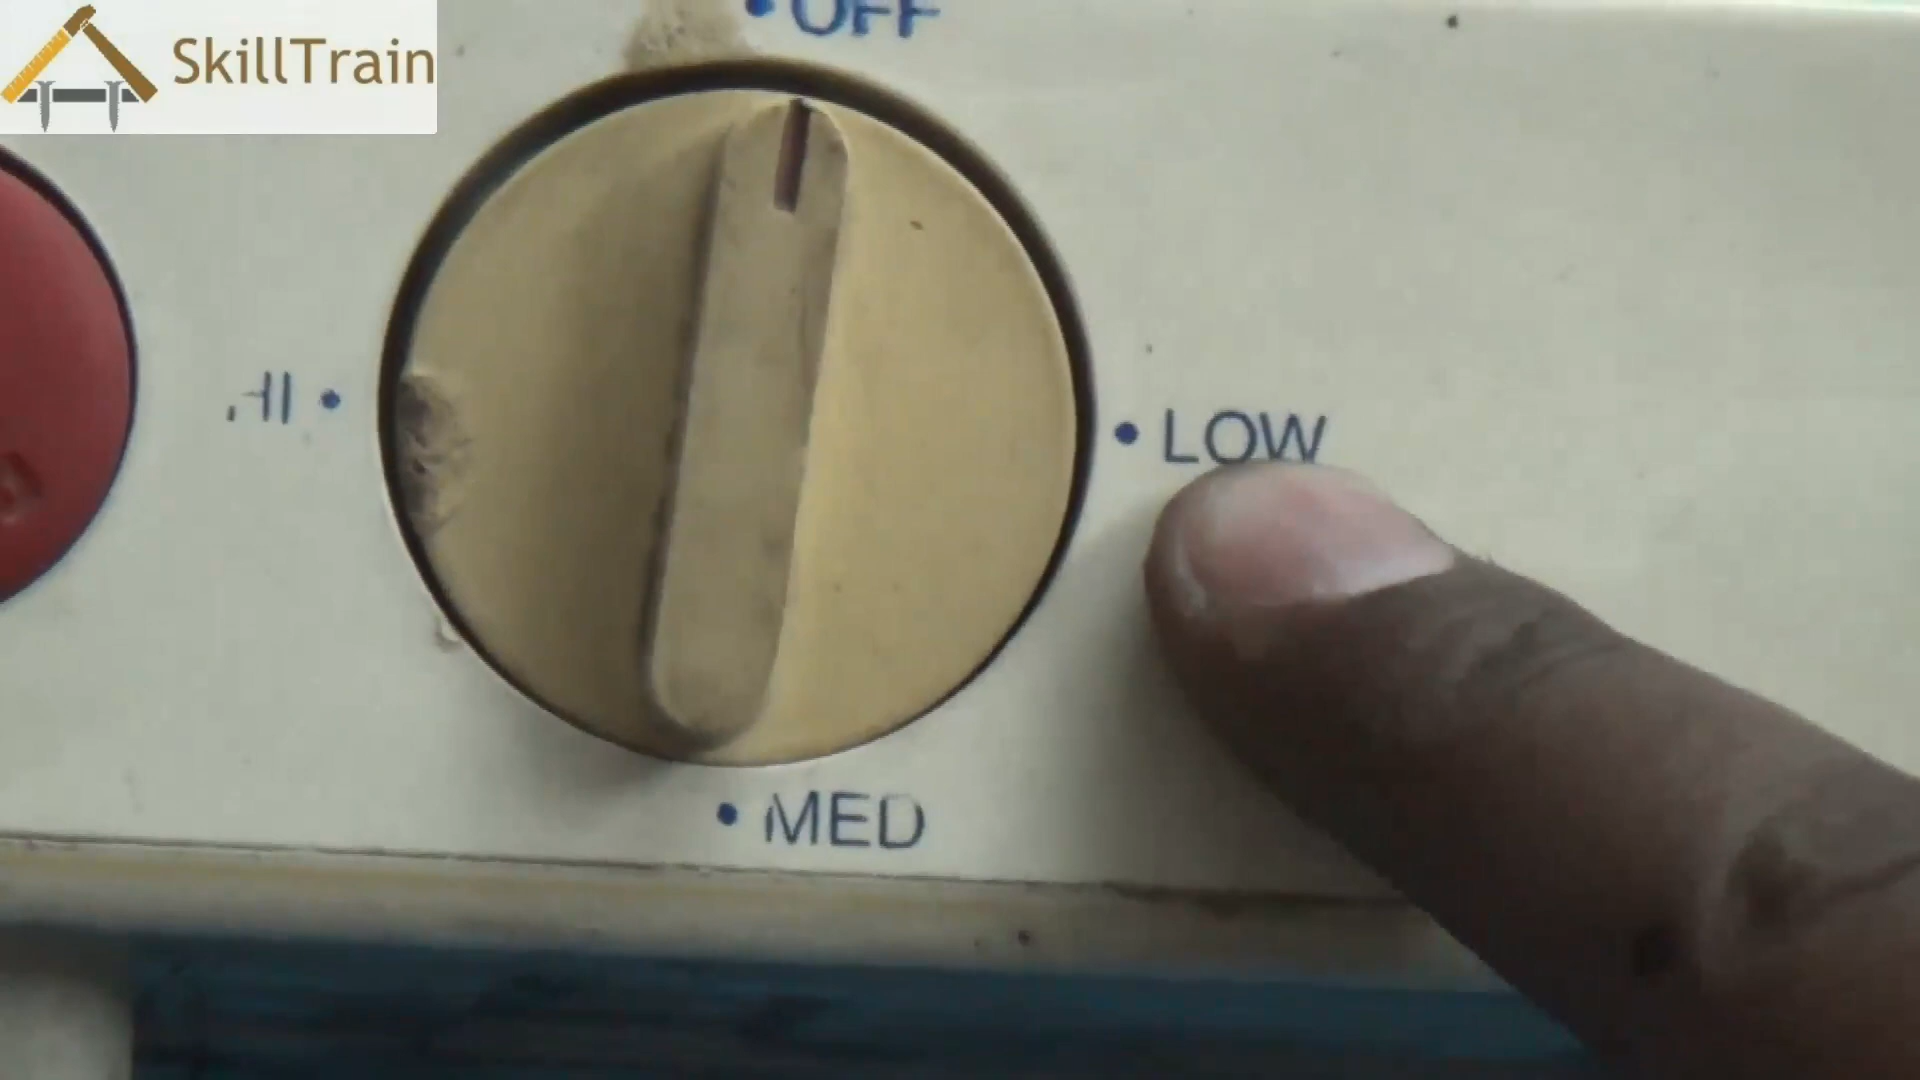 SkillTrain
• OFF
HI •
• LOW
• MED